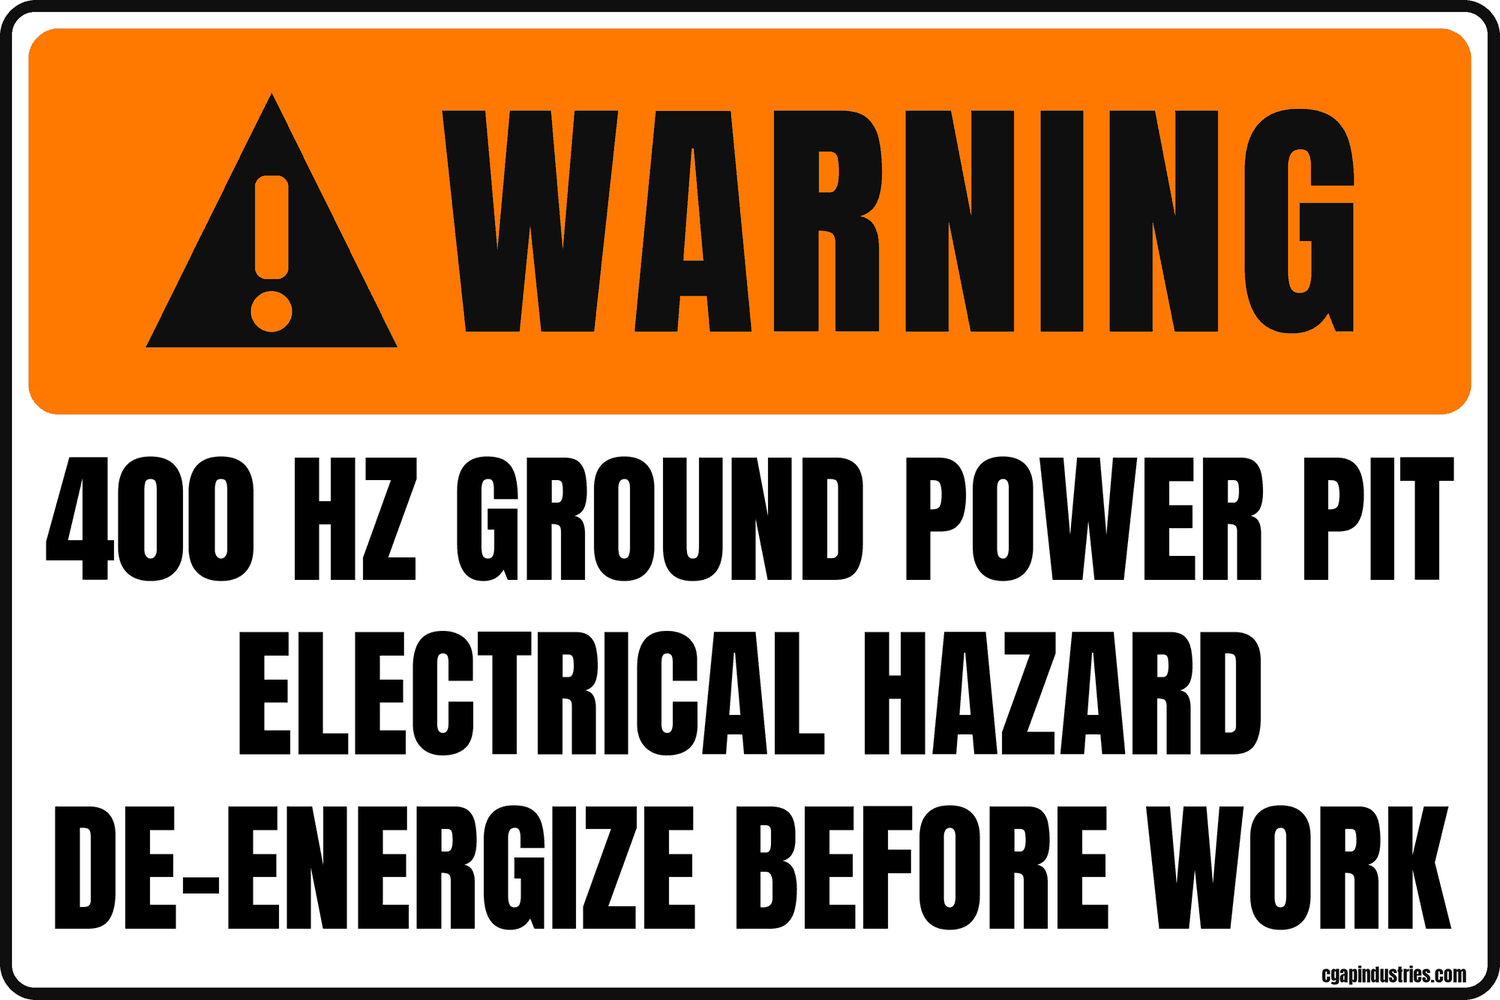 WARNING
400 HZ GROUND POWER PIT
ELECTRICAL HAZARD
DE-ENERGIZE BEFORE WORK
cgapindustries.com